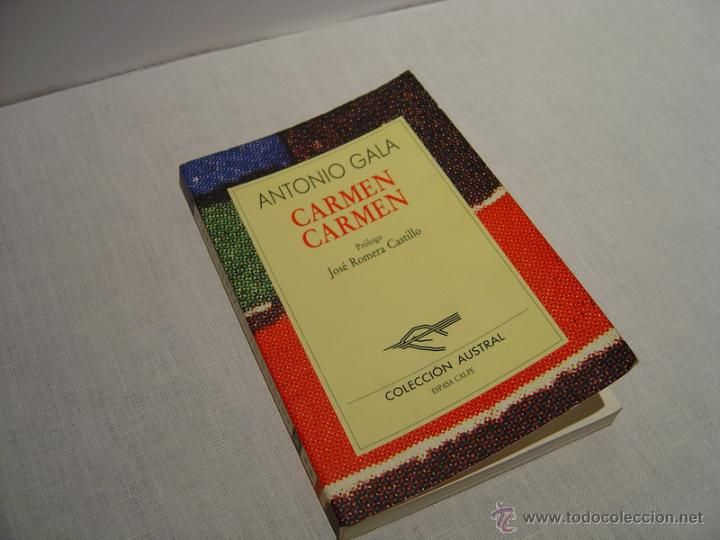 ANTONIO GALA
CARMEN
CARMEN
Prólogo
José Romera Castillo
COLECCIÓN AUSTRAL
ESPASA CALPE
www.todocoleccion.net